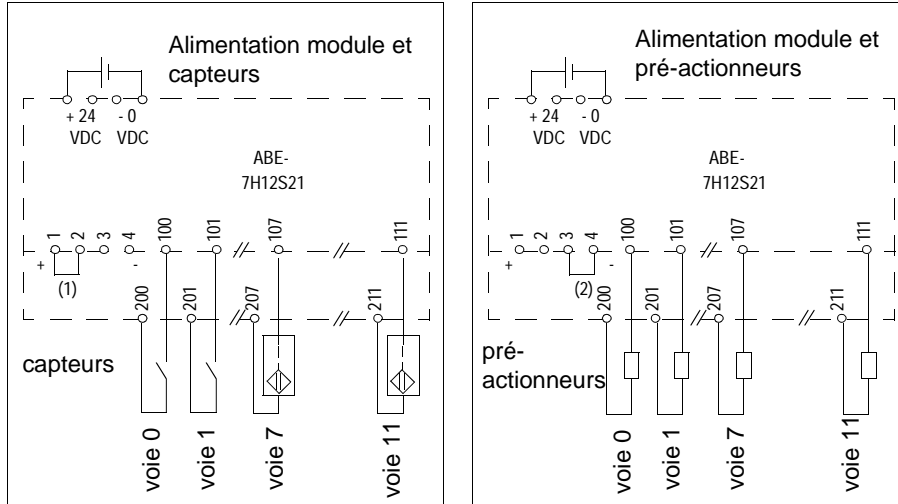 Alimentation module et
capteurs
+ 24 - 0
VDC VDC
ABE-
7H12S21
1 2 3 4 100 101 107 111
+ -
(1)
200 201 207 211
capteurs
voie 0 voie 1 voie 7 voie 11
Alimentation module et
pré-actionneurs
+ 24 - 0
VDC VDC
ABE-
7H12S21
1 2 3 4 100 101 107 111
+ -
(2)
200 201 207 211
pré-
actionneurs
voie 0 voie 1 voie 7 voie 11